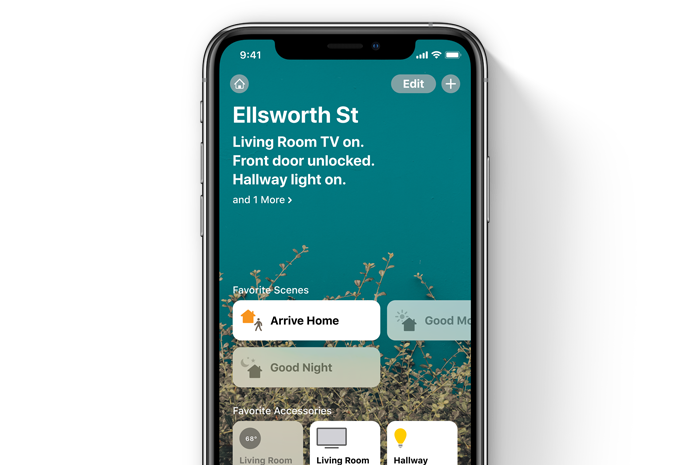 9:41
Edit
Ellsworth St
Living Room TV on.
Front door unlocked.
Hallway light on.
and 1 More >
Favorite Scenes
Arrive Home
Good Mo
Good Night
Favorite Accessories
68°
Living Room
Living Room
Hallway